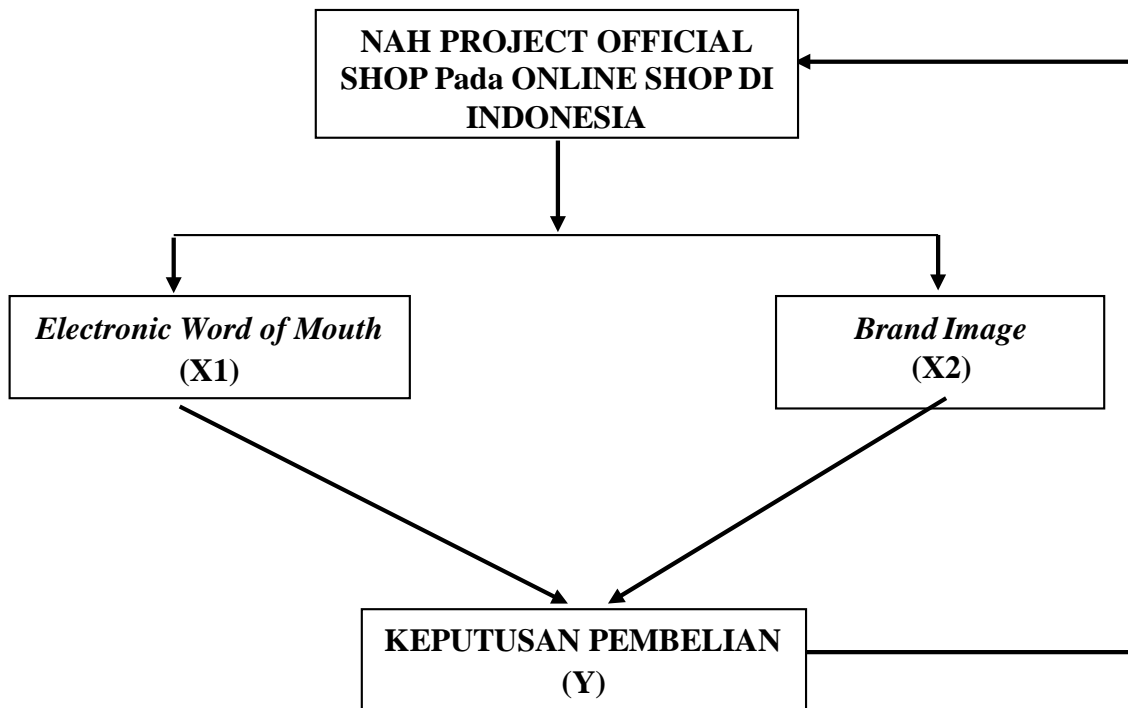 NAH PROJECT OFFICIAL
SHOP Pada ONLINE SHOP DI
INDONESIA
Electronic Word of Mouth
(X1)
Brand Image
(X2)
KEPUTUSAN PEMBELIAN
(Y)